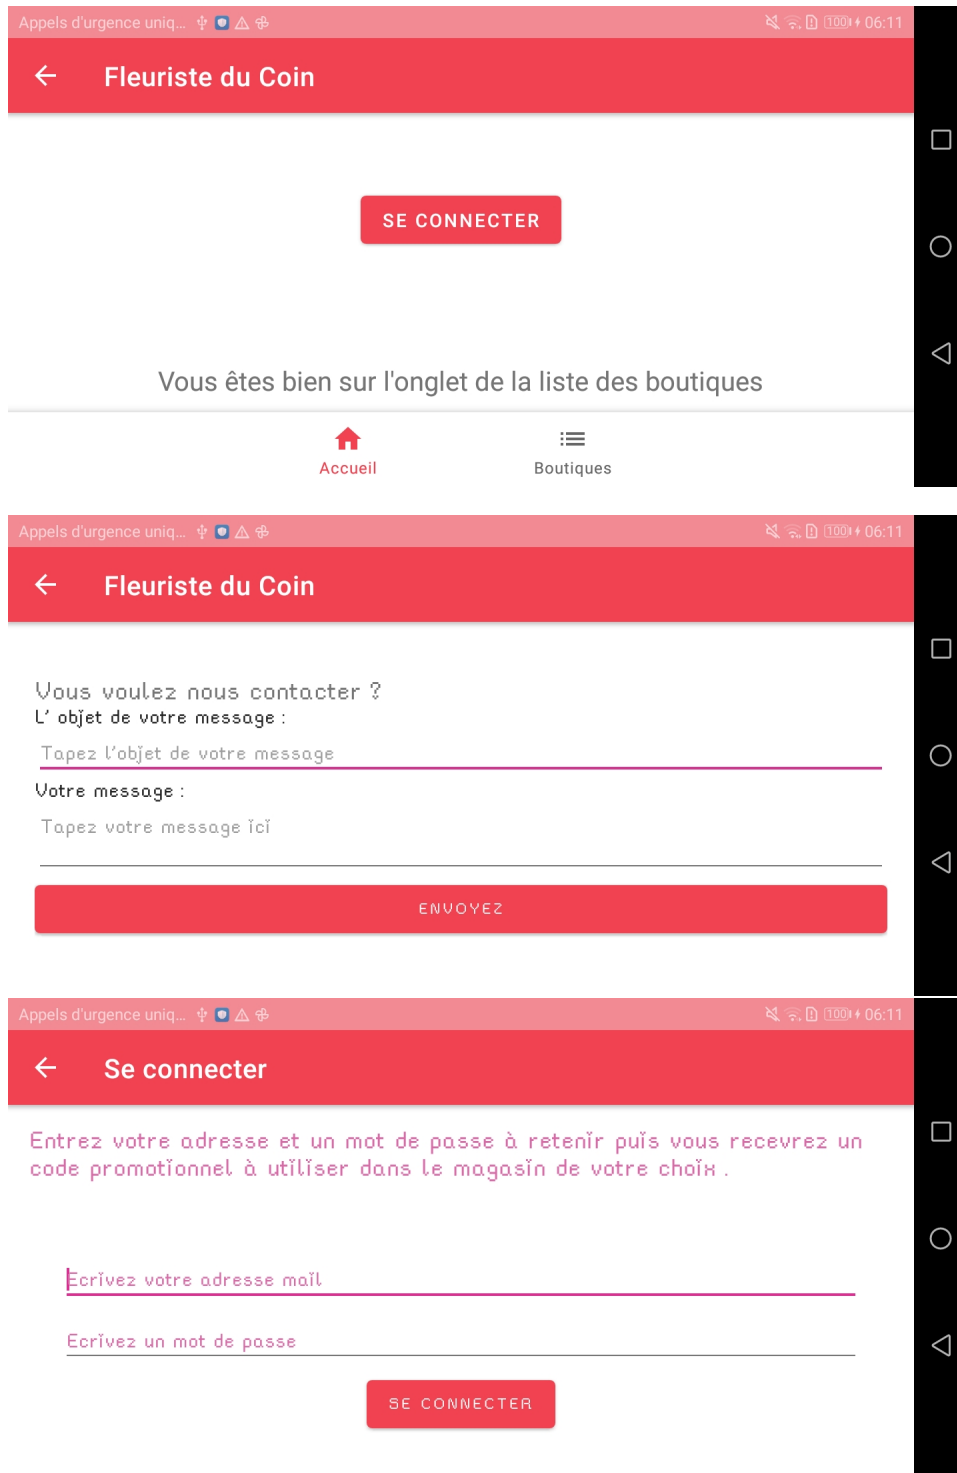 Appels d'urgence uniq... 100 06:11
Fleuriste du Coin
SE CONNECTER
Vous êtes bien sur l'onglet de la liste des boutiques
Accueil Boutiques
Appels d'urgence uniq... 100 06:11
Fleuriste du Coin
Vous voulez nous contacter ?
L' objet de votre message :
Tapez l'objet de votre message
Votre message :
Tapez votre message ici
ENVOYEZ
Appels d'urgence uniq... 100 06:11
Se connecter
Entrez votre adresse et un mot de passe à retenir puis vous recevrez un
code promotionnel à utiliser dans le magasin de votre choix .
Ecrivez votre adresse mail
Ecrivez un mot de passe
SE CONNECTER